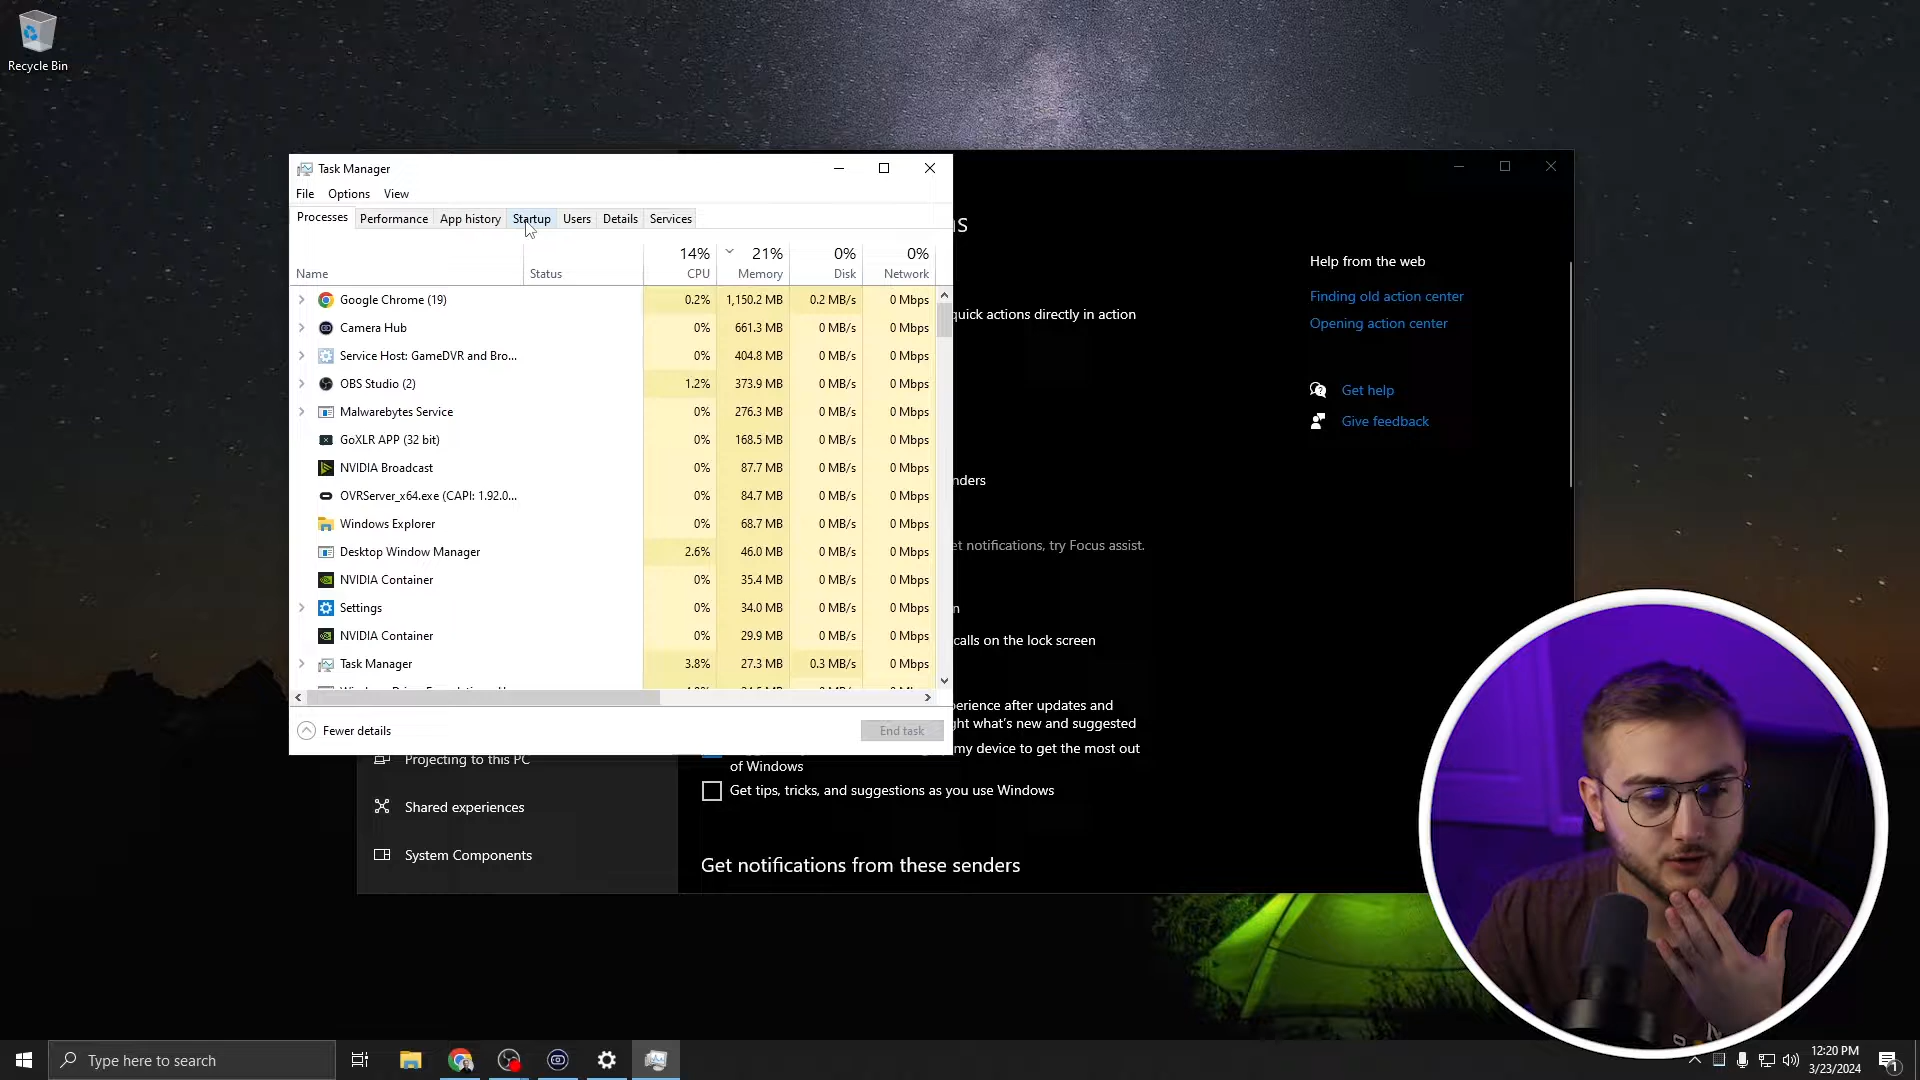 Recycle Bin
Task Manager
File Options View
Processes Performance App history Startup Users Details Services
14% 21% 0% 0%
Name Status CPU Memory Disk Network
Google Chrome (19) 0.2% 1,150.2 MB 0.2 MB/s 0 Mbps
Camera Hub 0% 661.3 MB 0 MB/s 0 Mbps
Service Host: GameDVR and Bro... 0% 404.8 MB 0 MB/s 0 Mbps
OBS Studio (2) 1.2% 373.9 MB 0 MB/s 0 Mbps
Malwarebytes Service 0% 276.3 MB 0 MB/s 0 Mbps
GoXLR APP (32 bit) 0% 168.5 MB 0 MB/s 0 Mbps
NVIDIA Broadcast 0% 87.7 MB 0 MB/s 0 Mbps
OVRServer_x64.exe (CAPI: 1.92.0... 0% 84.7 MB 0 MB/s 0 Mbps
Windows Explorer 0% 68.7 MB 0 MB/s 0 Mbps
Desktop Window Manager 2.6% 46.0 MB 0 MB/s 0 Mbps
NVIDIA Container 0% 35.4 MB 0 MB/s 0 Mbps
Settings 0% 34.0 MB 0 MB/s 0 Mbps
NVIDIA Container 0% 29.9 MB 0 MB/s 0 Mbps
Task Manager 3.8% 27.3 MB 0.3 MB/s 0 Mbps
Fewer details End task
quick actions directly in action
nders
et notifications, try Focus assist.
calls on the lock screen
perience after updates and
ght what's new and suggested
my device to get the most out
of Windows
Get tips, tricks, and suggestions as you use Windows
Get notifications from these senders
Help from the web
Finding old action center
Opening action center
Get help
Give feedback
Projecting to this PC
Shared experiences
System Components
Type here to search
12:20 PM
3/23/2024
1